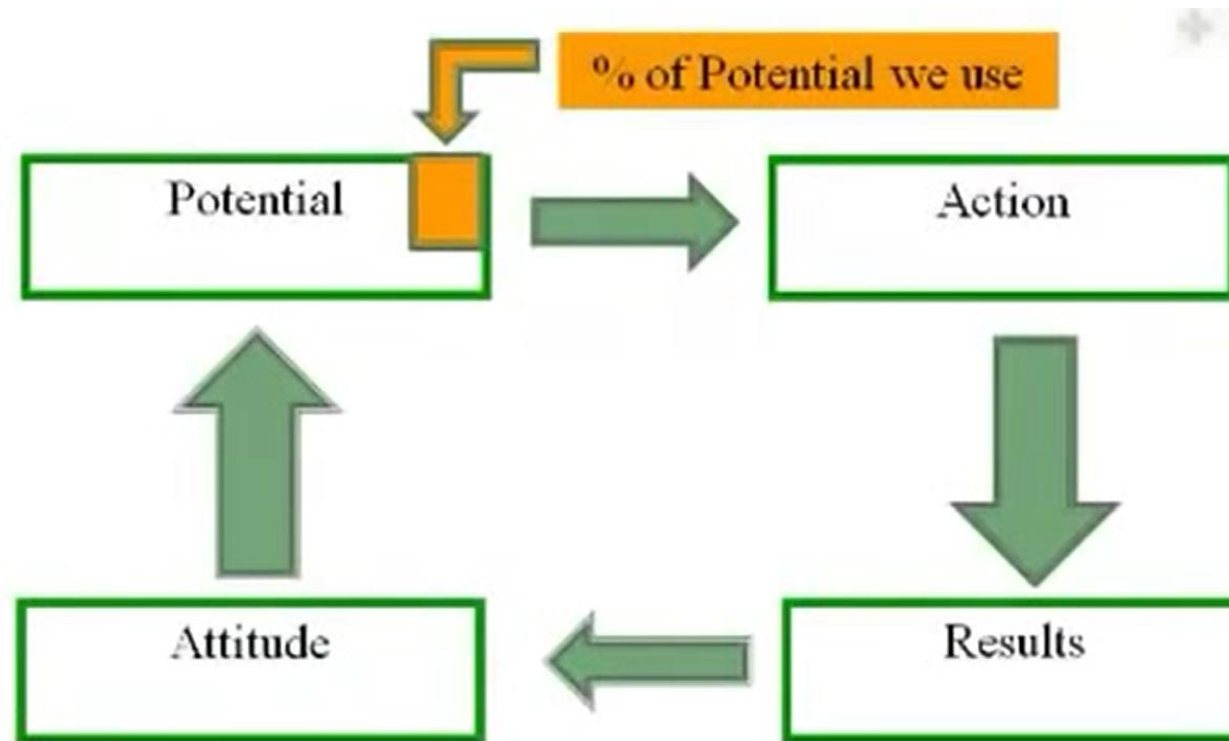 % of Potential we use
Potential
Action
Attitude
Results